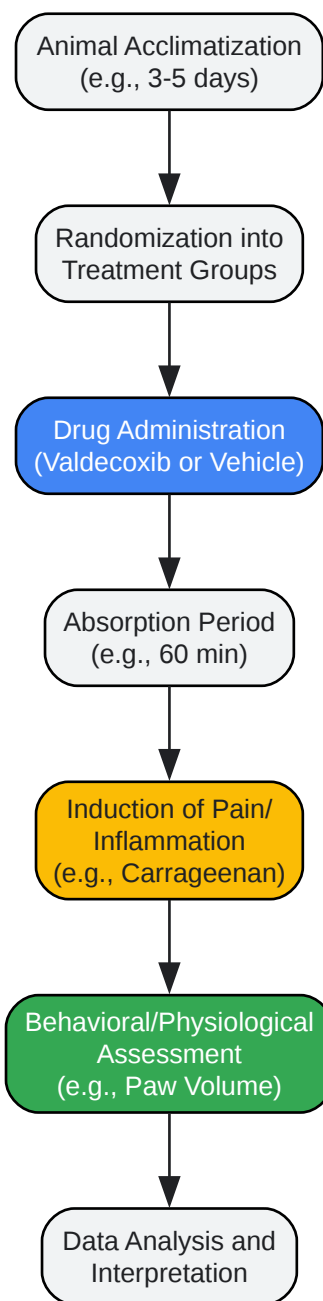 Animal Acclimatization
(e.g., 3-5 days)
Randomization into
Treatment Groups
Drug Administration
(Valdecoxib or Vehicle)
Absorption Period
(e.g., 60 min)
Induction of Pain/
Inflammation
(e.g., Carrageenan)
Behavioral/Physiological
Assessment
(e.g., Paw Volume)
Data Analysis and
Interpretation